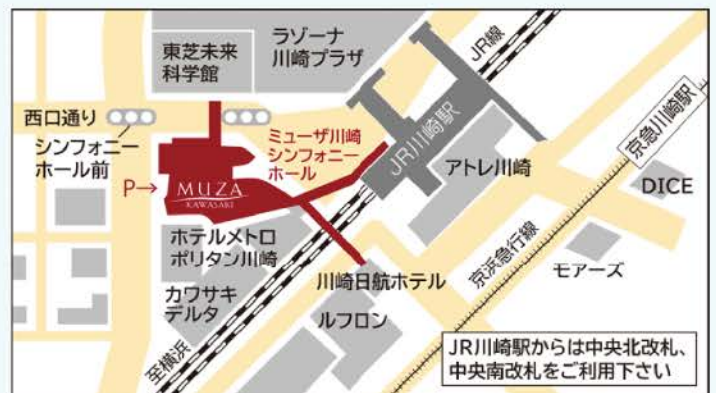 ラゾーナ
川崎プラザ
東芝未来
科学館
JR線
西口通り
シンフォニー
ホール前
ミューザ川崎
シンフォニー
ホール
JR川崎駅
京急川崎駅
アトレ川崎
P→
MUZA
KAWASAKI
DICE
ホテルメトロ
ポリタン川崎
京浜急行線
モアーズ
カワサキ
デルタ
川崎日航ホテル
ルフロン
至横浜
JR川崎駅からは中央北改札、
中央南改札をご利用下さい